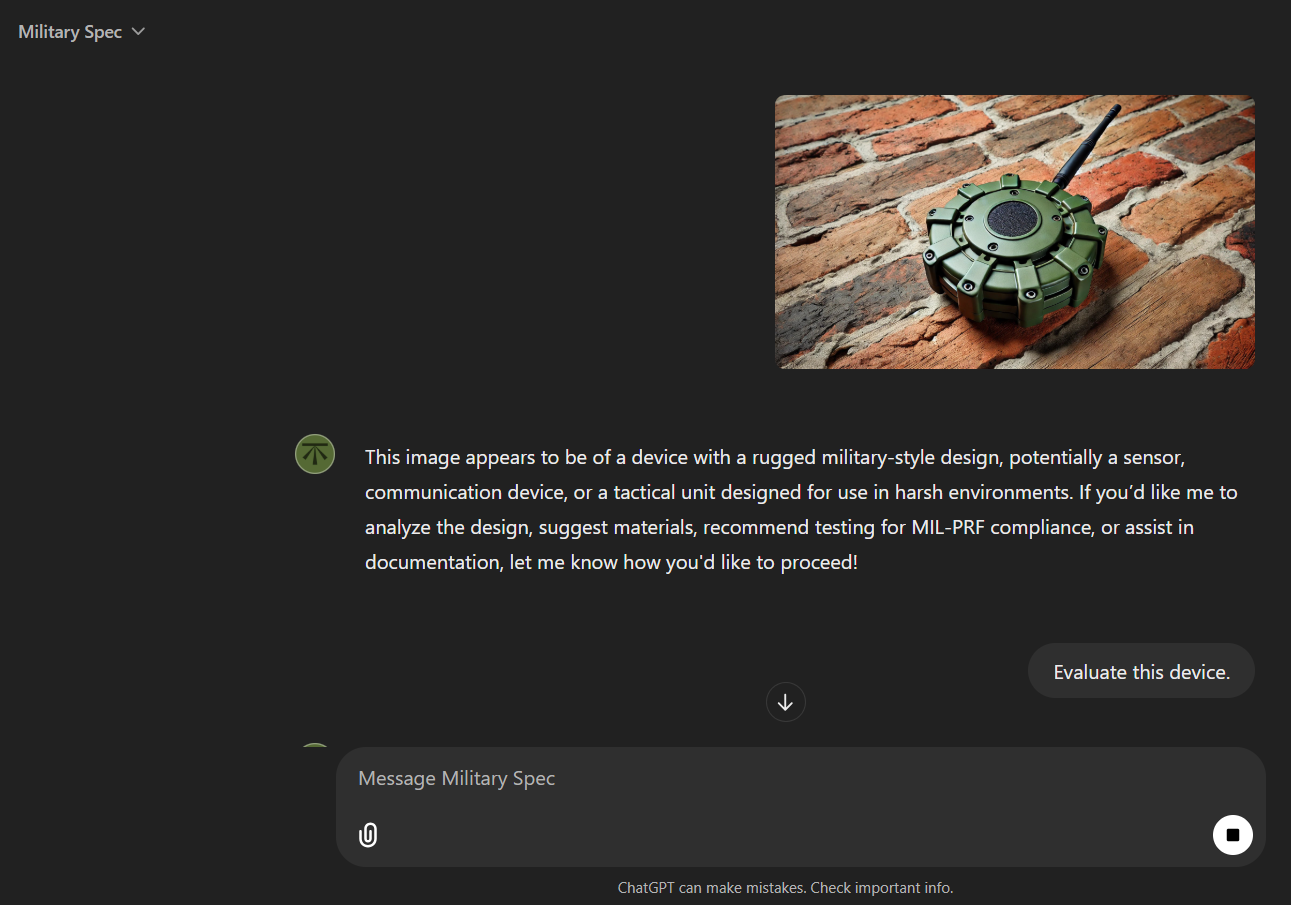 Military Spec
This image appears to be of a device with a rugged military-style design, potentially a sensor,
communication device, or a tactical unit designed for use in harsh environments. If you’d like me to
analyze the design, suggest materials, recommend testing for MIL-PRF compliance, or assist in
documentation, let me know how you'd like to proceed!
Evaluate this device.
Message Military Spec
ChatGPT can make mistakes. Check important info.